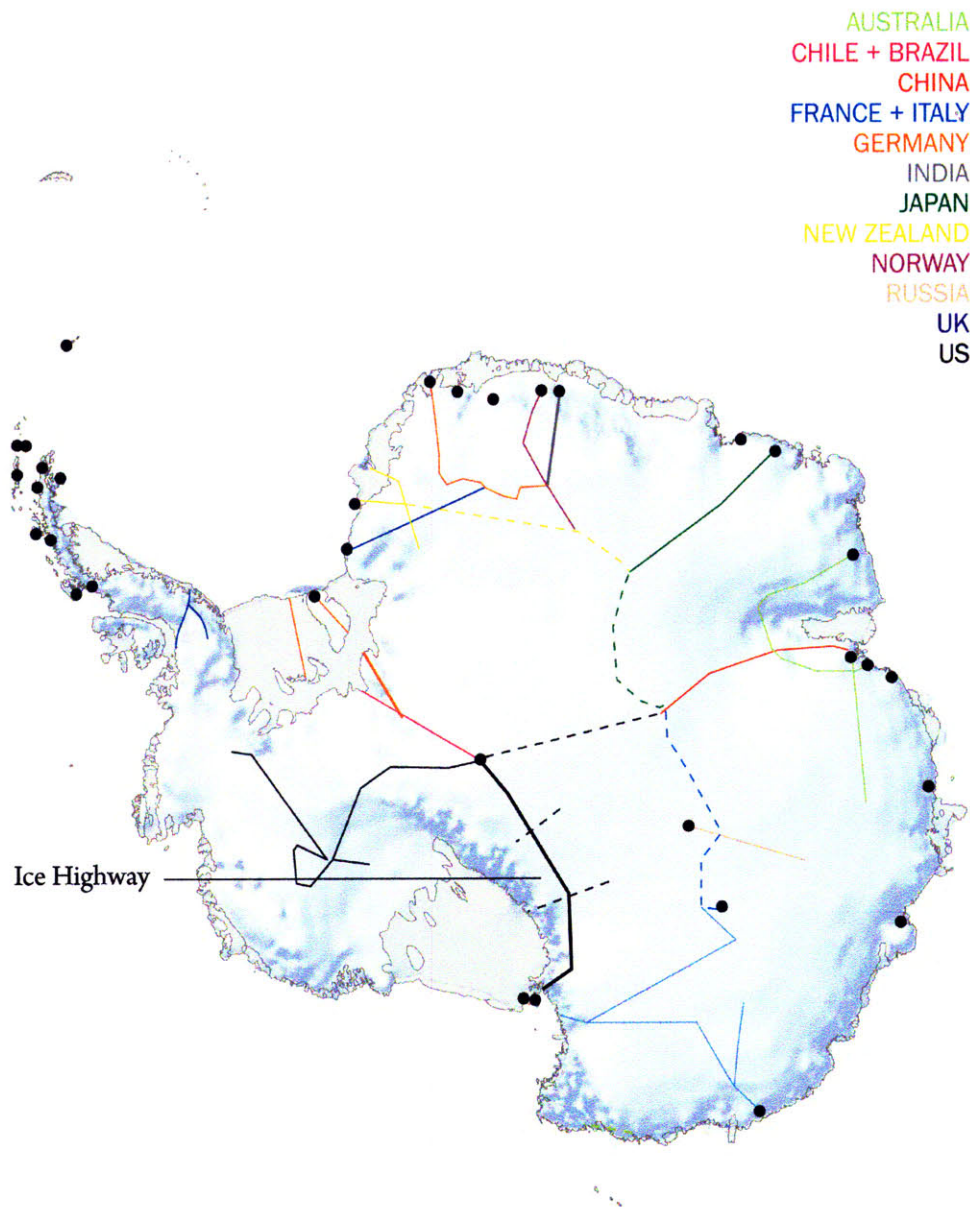 AUSTRALIA
CHILE + BRAZIL
CHINA
FRANCE + ITALY
GERMANY
INDIA
JAPAN
NEW ZEALAND
NORWAY
RUSSIA
UK
US
Ice Highway